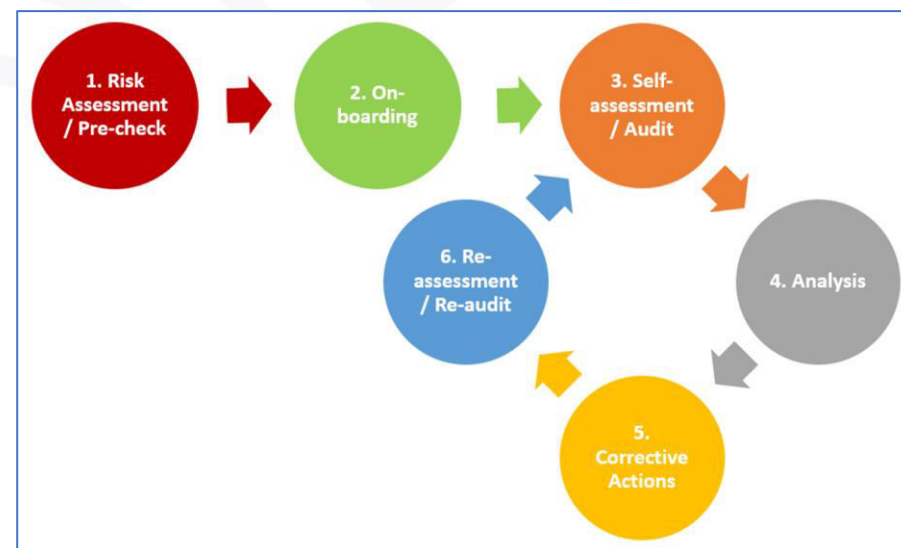 1. Risk
Assessment
/ Pre-check
2. On-
boarding
3. Self-
assessment
/ Audit
4. Analysis
5.
Corrective
Actions
6. Re-
assessment
/ Re-audit